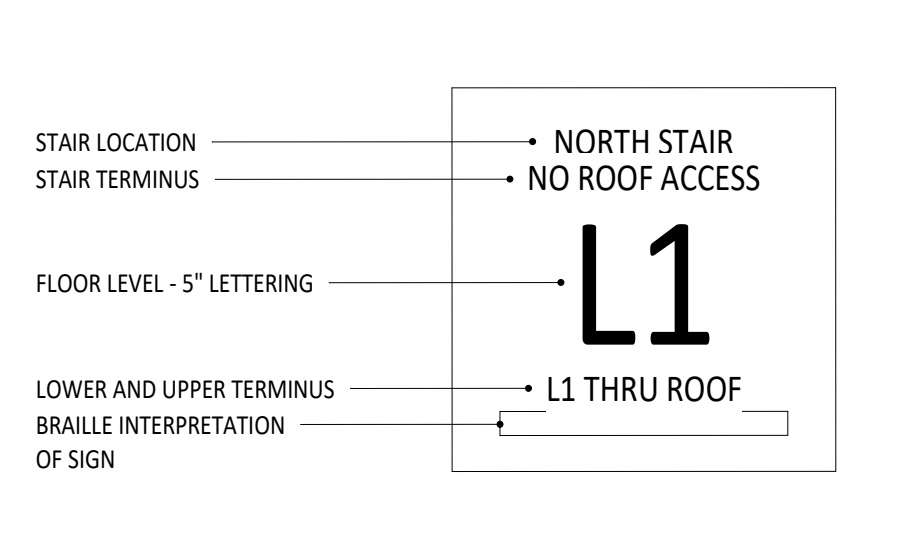 STAIR LOCATION
NORTH STAIR
STAIR TERMINUS
NO ROOF ACCESS
L1
FLOOR LEVEL - 5" LETTERING
LOWER AND UPPER TERMINUS
L1 THRU ROOF
BRAILLE INTERPRETATION
OF SIGN